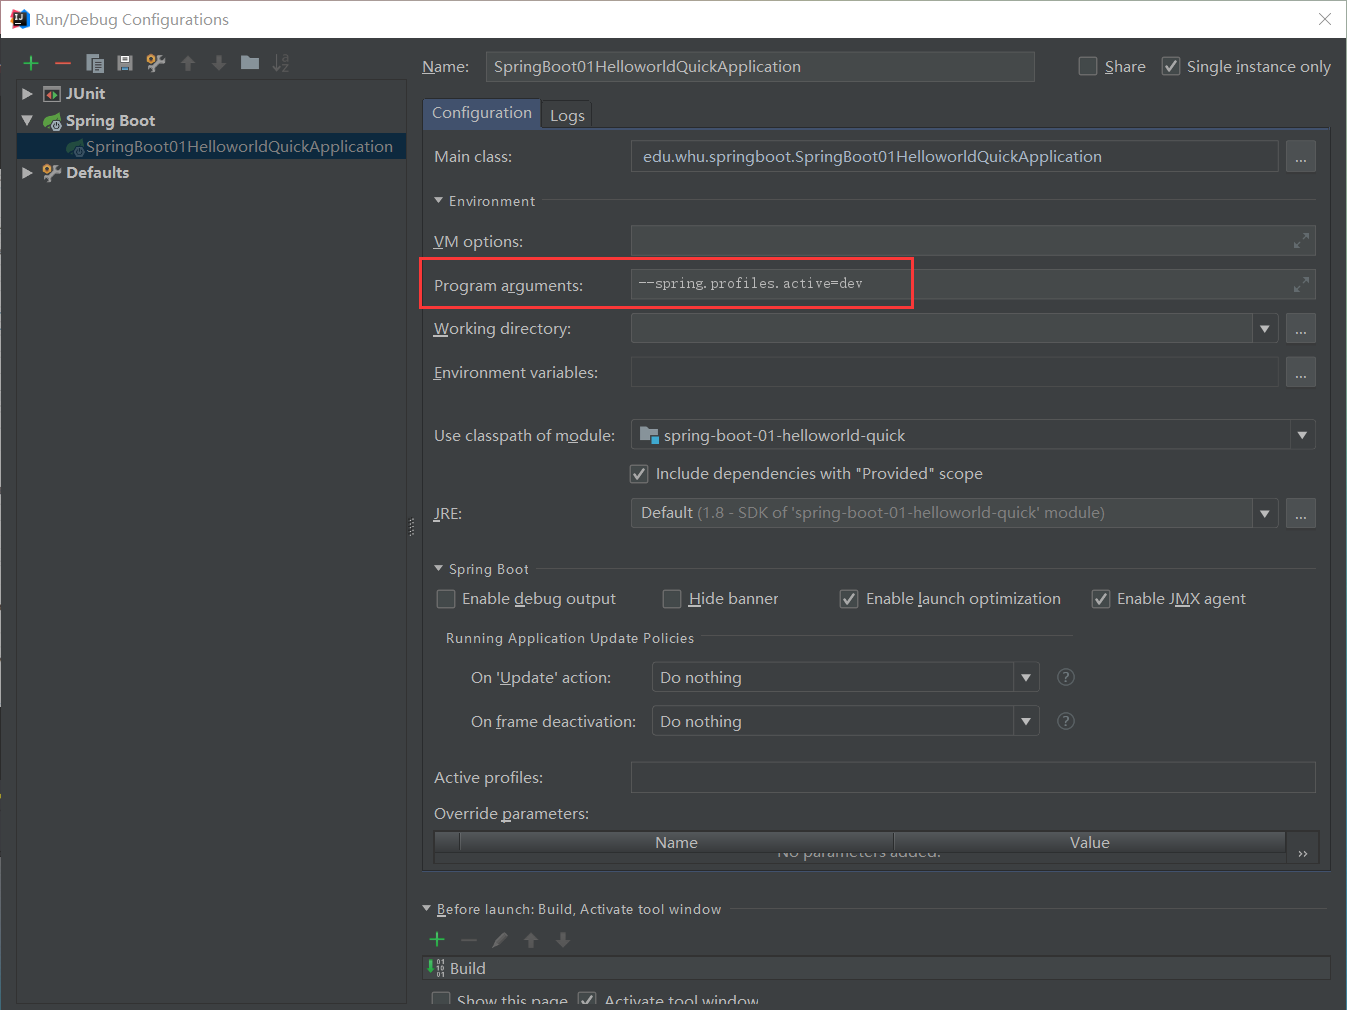 Run/Debug Configurations
Name: SpringBoot01HelloworldQuickApplication Share Single instance only
JUnit
Spring Boot
SpringBoot01HelloworldQuickApplication
Defaults
Configuration Logs
Main class: edu.whu.springboot.SpringBoot01HelloworldQuickApplication ...
Environment
VM options:
Program arguments: --spring.profiles.active=dev
Working directory: ...
Environment variables: ...
Use classpath of module: spring-boot-01-helloworld-quick
Include dependencies with "Provided" scope
JRE: Default (1.8 - SDK of 'spring-boot-01-helloworld-quick' module) ...
Spring Boot
Enable debug output Hide banner Enable launch optimization Enable JMX agent
Running Application Update Policies
On 'Update' action: Do nothing ?
On frame deactivation: Do nothing ?
Active profiles:
Override parameters:
Name Value
No parameters added. »
Before launch: Build, Activate tool window
Build
Show this page Activate tool window